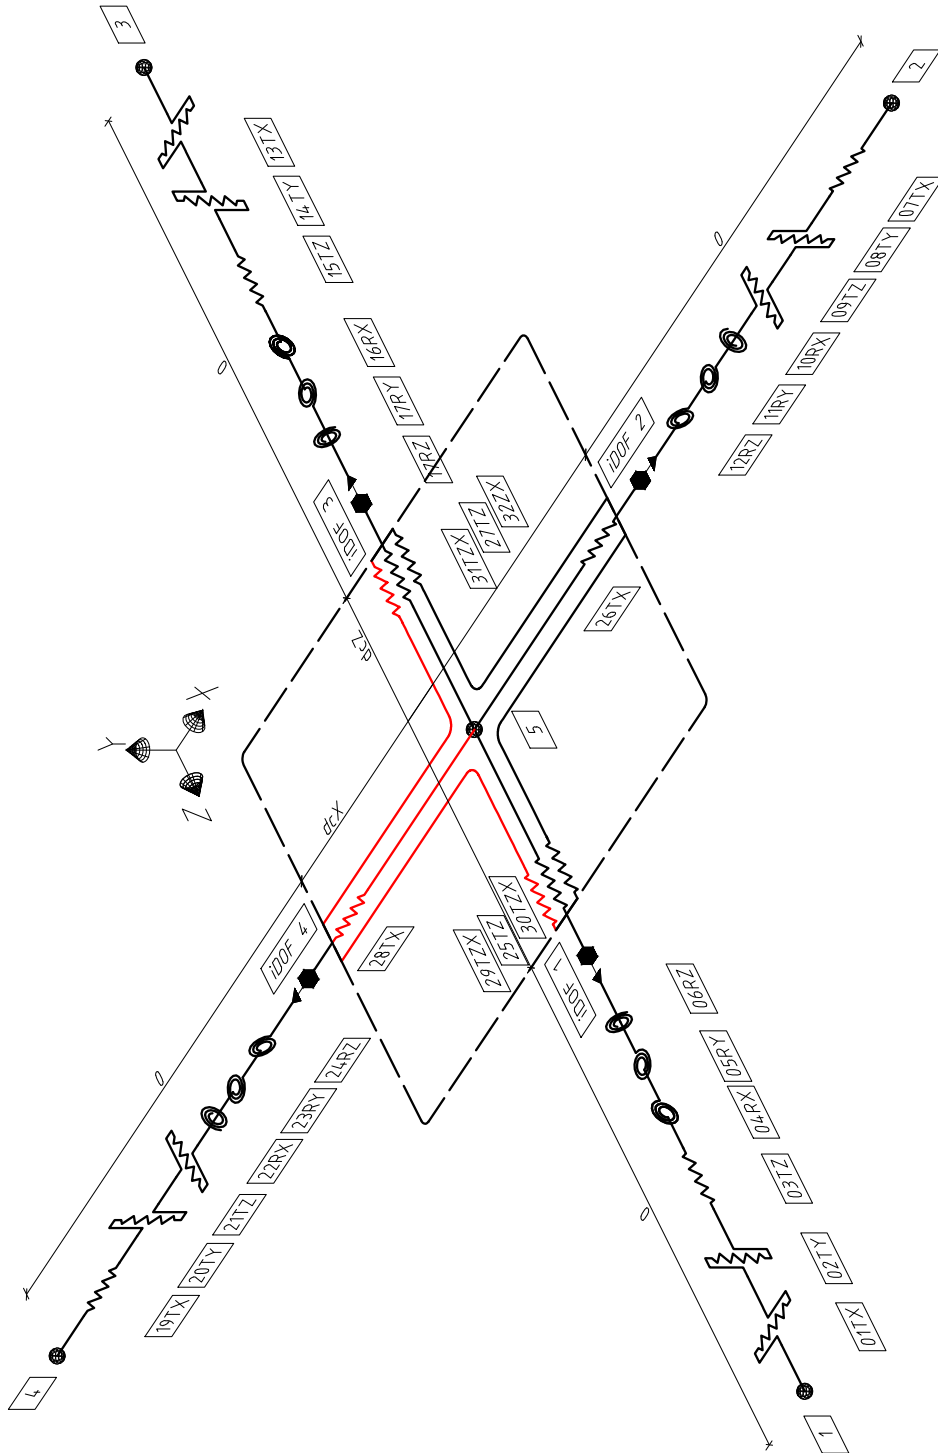 3
2
13TX
14TY
15TZ
16RX
17RY
17RZ
07TX
08TY
09TZ
10RX
11RY
12RZ
0
0
iDOF 3
iDOF 2
31TZX
27TZ
32ZX
26TX
dcZ
dcX
Y
X
Z
5
iDOF 4
28TX
29TZX
25TZ
30TZX
iDOF 1
0
0
19TX
20TY
21TZ
22RX
23RY
24RZ
06RZ
05RY
04RX
03TZ
02TY
01TX
4
1